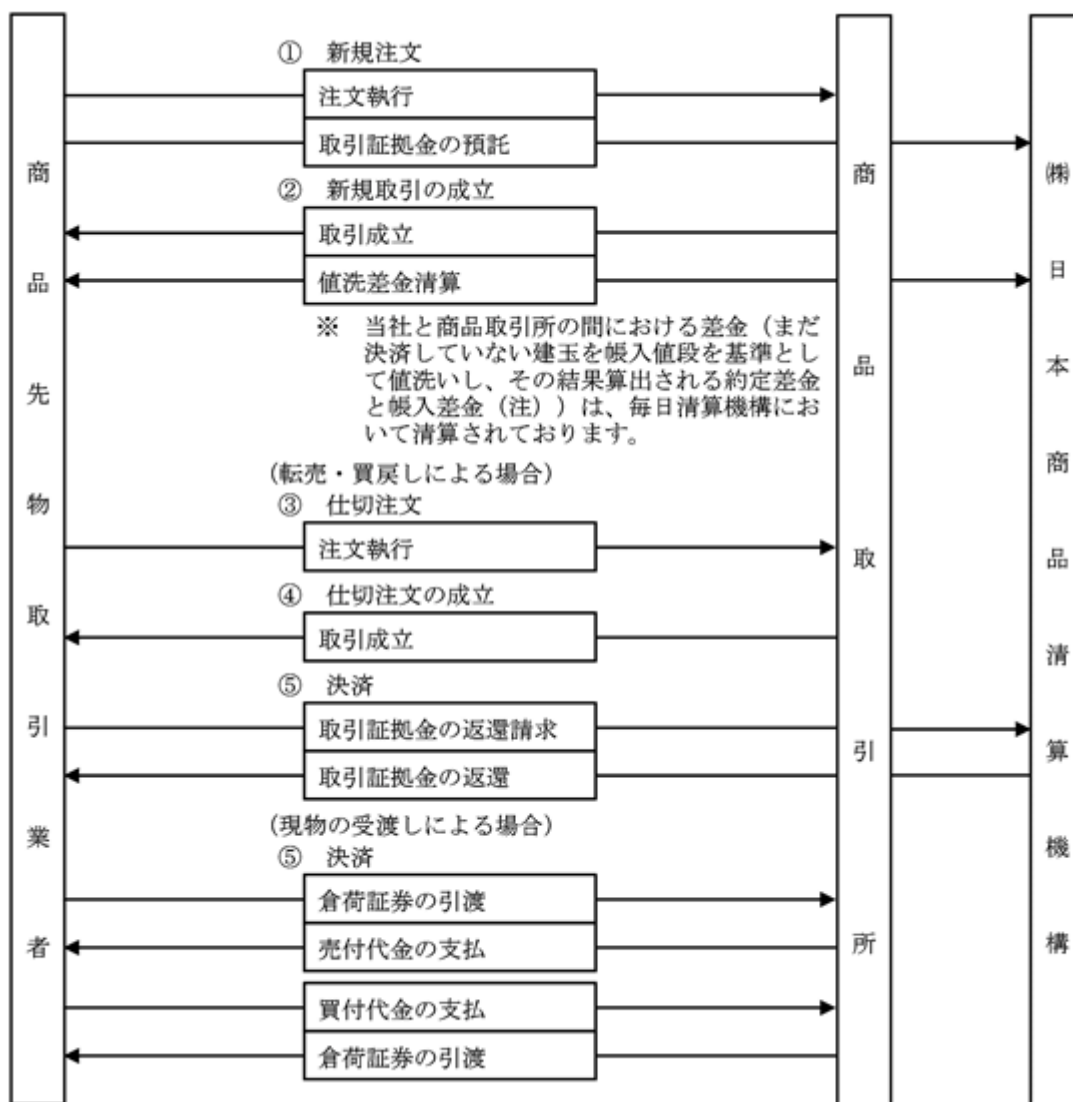 ① 新規注文
注文執行
取引証拠金の預託
② 新規取引の成立
取引成立
値洗差金清算
※ 当社と商品取引所の間における差金（まだ
決済していない建玉を帳入値段を基準とし
て値洗いし、その結果算出される約定差金
と帳入差金（注））は、毎日清算機構にお
いて清算されております。
(転売・買戻しによる場合)
③ 仕切注文
注文執行
④ 仕切注文の成立
取引成立
⑤ 決済
取引証拠金の返還請求
取引証拠金の返還
(現物の受渡しによる場合)
⑤ 決済
倉荷証券の引渡
売付代金の支払
買付代金の支払
倉荷証券の引渡
商品先物取引業者
商品取引所
㈱日本商品清算機構